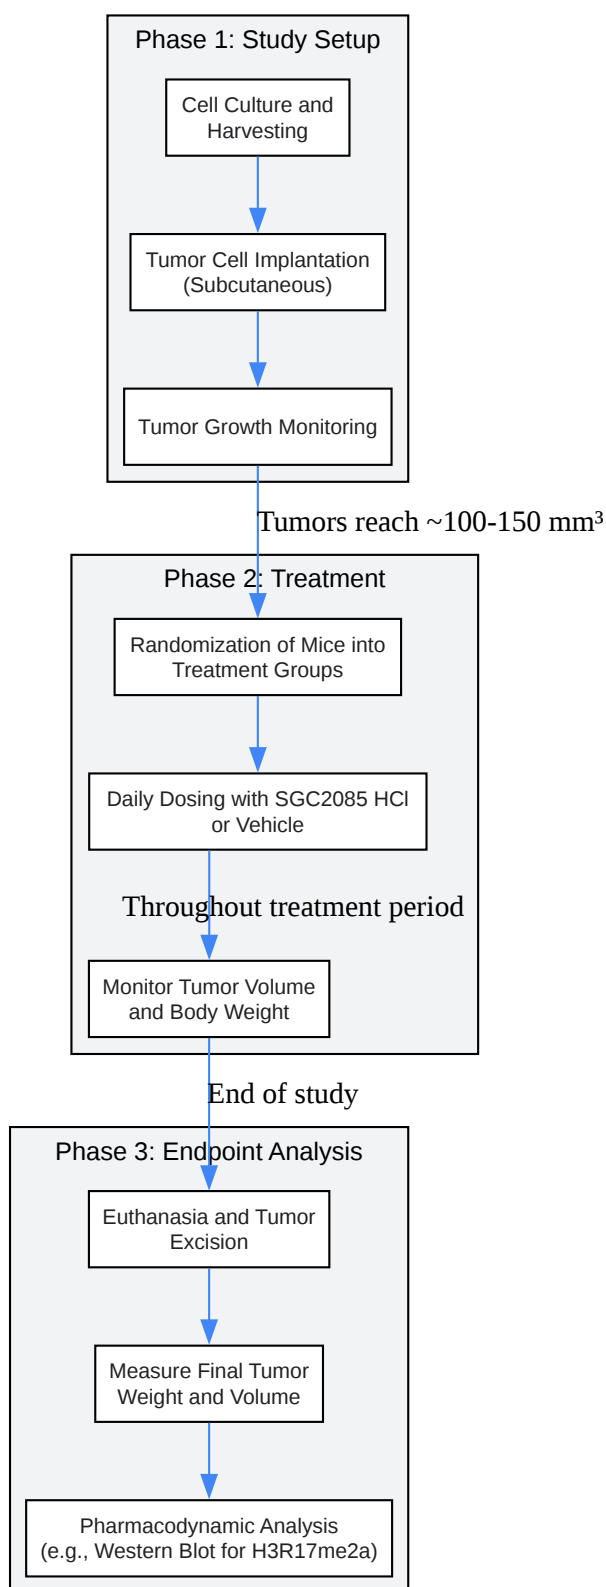 Phase 1: Study Setup
Cell Culture and
Harvesting
Tumor Cell Implantation
(Subcutaneous)
Tumor Growth Monitoring
Tumors reach ~100-150 mm³
Phase 2: Treatment
Randomization of Mice into
Treatment Groups
Daily Dosing with SGC2085 HCl
or Vehicle
Throughout treatment period
Monitor Tumor Volume
and Body Weight
End of study
Phase 3: Endpoint Analysis
Euthanasia and Tumor
Excision
Measure Final Tumor
Weight and Volume
Pharmacodynamic Analysis
(e.g., Western Blot for H3R17me2a)